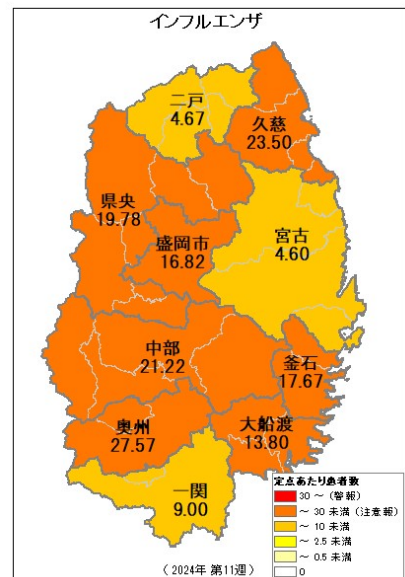 インフルエンザ
二戸
4.67
久慈
23.50
県央
19.78
盛岡市
16.82
宮古
4.60
中部
21.22
釜石
17.67
奥州
27.57
大船渡
13.80
一関
9.00
定点あたり患者数
30 ~ (警報)
~ 30 未満 (注意報)
~ 10 未満
~ 2.5 未満
~ 0.5 未満
0
( 2024年 第11週 )